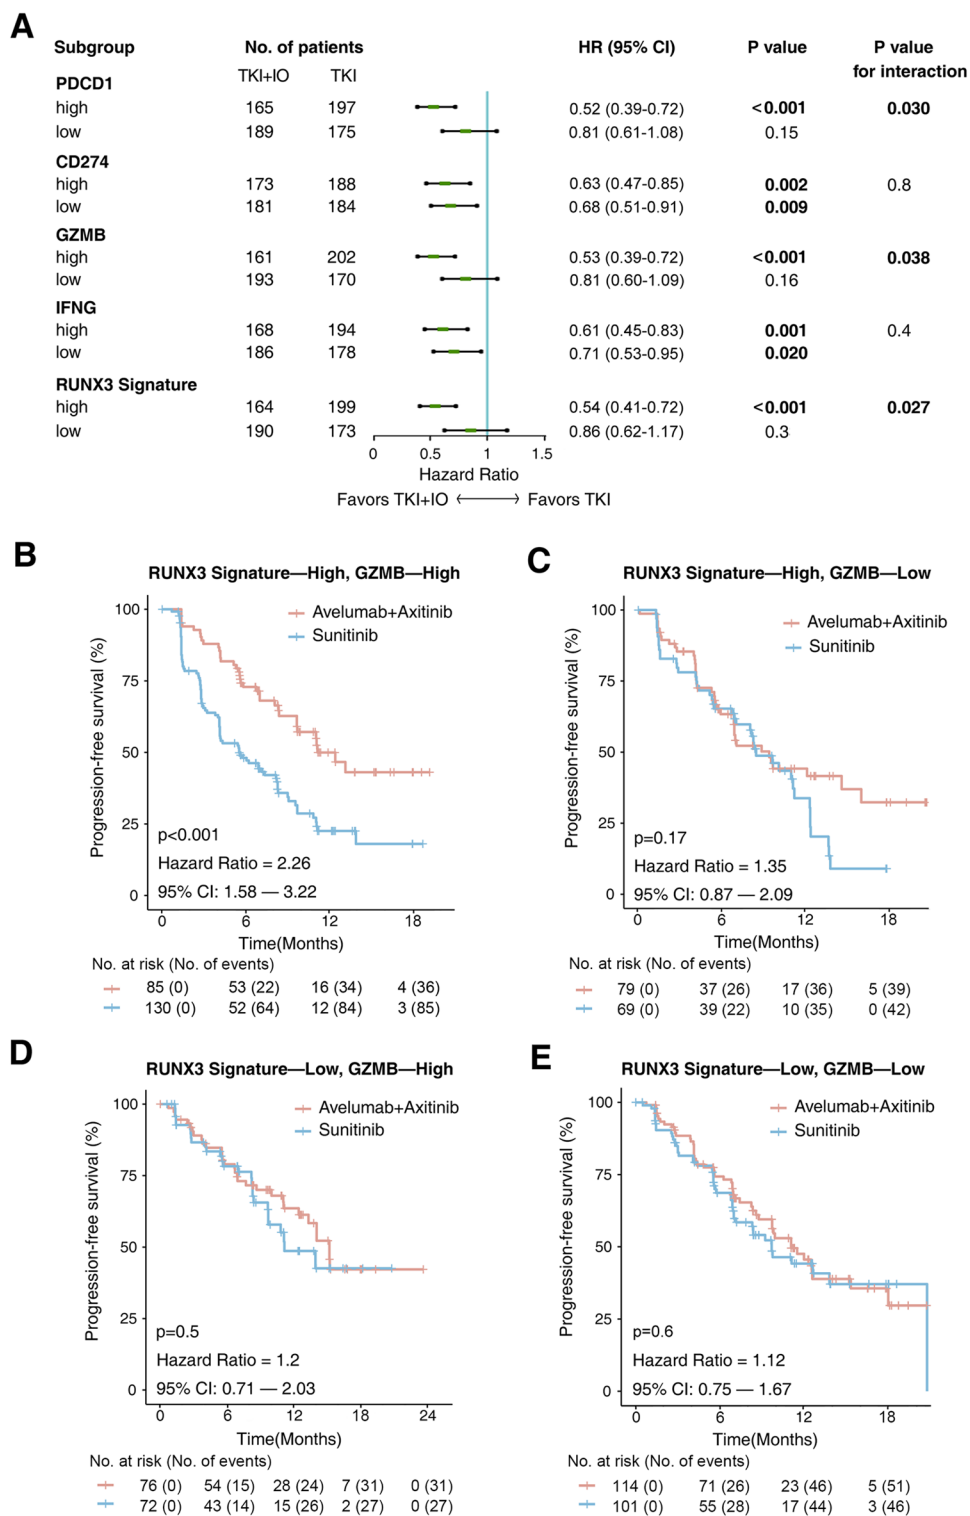 A
Subgroup No. of patients HR (95% CI) P value P value for interaction
TKI+IO TKI
PDCD1
high 165 197 0.52 (0.39-0.72) <0.001 0.030
low 189 175 0.81 (0.61-1.08) 0.15
CD274
high 173 188 0.63 (0.47-0.85) 0.002 0.8
low 181 184 0.68 (0.51-0.91) 0.009
GZMB
high 161 202 0.53 (0.39-0.72) <0.001 0.038
low 193 170 0.81 (0.60-1.09) 0.16
IFNG
high 168 194 0.61 (0.45-0.83) 0.001 0.4
low 186 178 0.71 (0.53-0.95) 0.020
RUNX3 Signature
high 164 199 0.54 (0.41-0.72) <0.001 0.027
low 190 173 0.86 (0.62-1.17) 0.3
0 0.5 1 1.5
Hazard Ratio
Favors TKI+IO Favors TKI
B
RUNX3 Signature—High, GZMB—High
Avelumab+Axitinib
Sunitinib
Progression-free survival (%)
100
75
50
25
0
p<0.001
Hazard Ratio = 2.26
95% CI: 1.58 — 3.22
0 6 12 18
Time(Months)
No. at risk (No. of events)
85 (0) 53 (22) 16 (34) 4 (36)
130 (0) 52 (64) 12 (84) 3 (85)
C
RUNX3 Signature—High, GZMB—Low
Avelumab+Axitinib
Sunitinib
Progression-free survival (%)
100
75
50
25
0
p=0.17
Hazard Ratio = 1.35
95% CI: 0.87 — 2.09
0 6 12 18
Time(Months)
No. at risk (No. of events)
79 (0) 37 (26) 17 (36) 5 (39)
69 (0) 39 (22) 10 (35) 0 (42)
D
RUNX3 Signature—Low, GZMB—High
Avelumab+Axitinib
Sunitinib
Progression-free survival (%)
100
75
50
25
0
p=0.5
Hazard Ratio = 1.2
95% CI: 0.71 — 2.03
0 6 12 18 24
Time(Months)
No. at risk (No. of events)
76 (0) 54 (15) 28 (24) 7 (31) 0 (31)
72 (0) 43 (14) 15 (26) 2 (27) 0 (27)
E
RUNX3 Signature—Low, GZMB—Low
Avelumab+Axitinib
Sunitinib
Progression-free survival (%)
100
75
50
25
0
p=0.6
Hazard Ratio = 1.12
95% CI: 0.75 — 1.67
0 6 12 18
Time(Months)
No. at risk (No. of events)
114 (0) 71 (26) 23 (46) 5 (51)
101 (0) 55 (28) 17 (44) 3 (46)